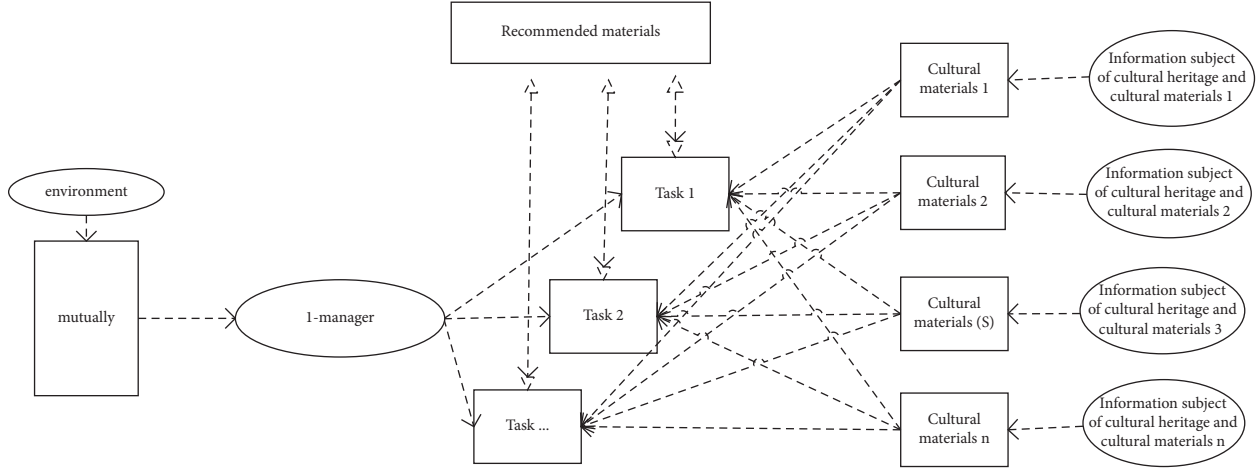 Recommended materials
Cultural
materials 1
Information subject
of cultural heritage and
cultural materials 1
environment
Task 1
Cultural
materials 2
Information subject
of cultural heritage and
cultural materials 2
mutually
1-manager
Task 2
Cultural
materials (S)
Information subject
of cultural heritage and
cultural materials 3
Task ...
Cultural
materials n
Information subject
of cultural heritage and
cultural materials n